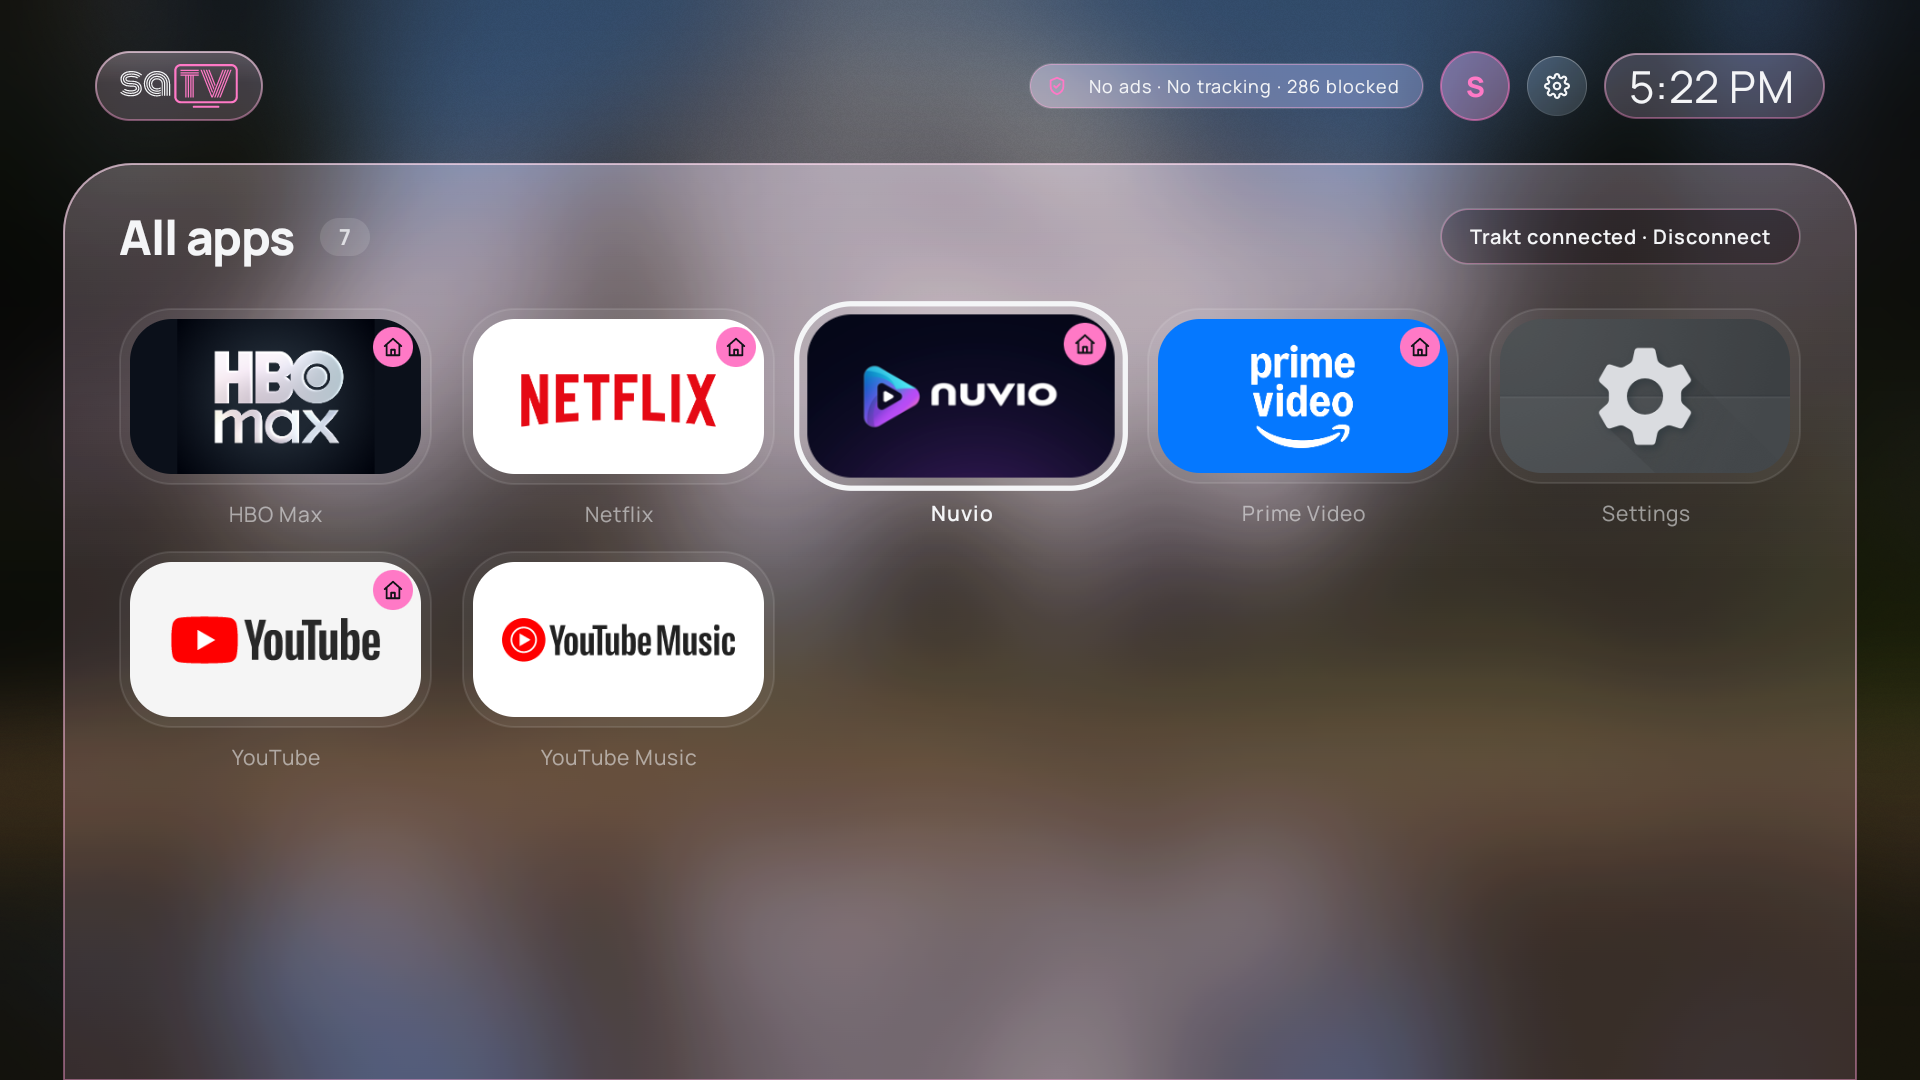 saTV
No ads · No tracking · 286 blocked
S
5:22 PM
All apps 7
Trakt connected · Disconnect
HBO max
NETFLIX
nuvio
prime video
HBO Max
Netflix
Nuvio
Prime Video
Settings
YouTube
YouTube Music
YouTube
YouTube Music